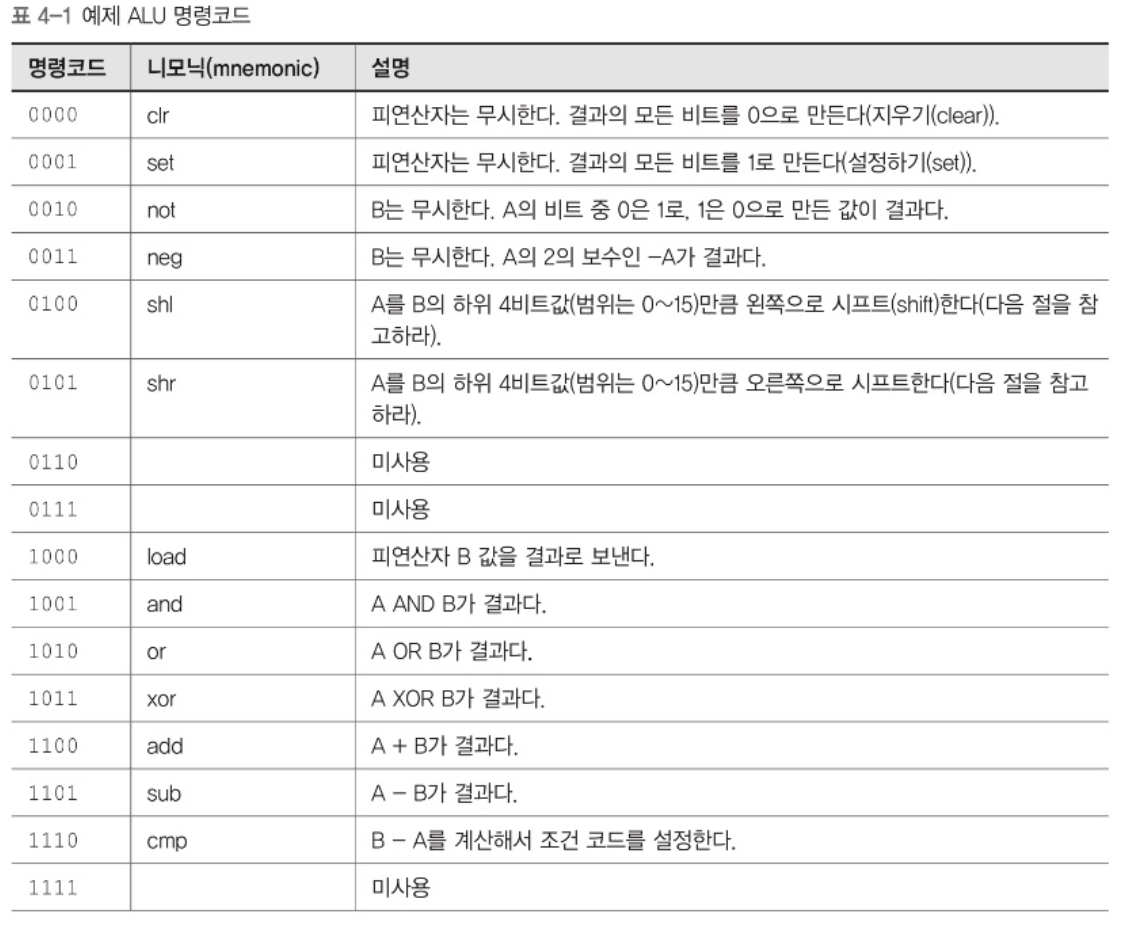 표 4-1 예제 ALU 명령코드
명령코드 니모닉(mnemonic) 설명
0000 clr 피연산자는 무시한다. 결과의 모든 비트를 0으로 만든다(지우기(clear)).
0001 set 피연산자는 무시한다. 결과의 모든 비트를 1로 만든다(설정하기(set)).
0010 not B는 무시한다. A의 비트 중 0은 1로, 1은 0으로 만든 값이 결과다.
0011 neg B는 무시한다. A의 2의 보수인 -A가 결과다.
0100 shl A를 B의 하위 4비트값(범위는 0~15)만큼 왼쪽으로 시프트(shift)한다(다음 절을 참
고하라).
0101 shr A를 B의 하위 4비트값(범위는 0~15)만큼 오른쪽으로 시프트한다(다음 절을 참고
하라).
0110 미사용
0111 미사용
1000 load 피연산자 B 값을 결과로 보낸다.
1001 and A AND B가 결과다.
1010 or A OR B가 결과다.
1011 xor A XOR B가 결과다.
1100 add A + B가 결과다.
1101 sub A - B가 결과다.
1110 cmp B - A를 계산해서 조건 코드를 설정한다.
1111 미사용